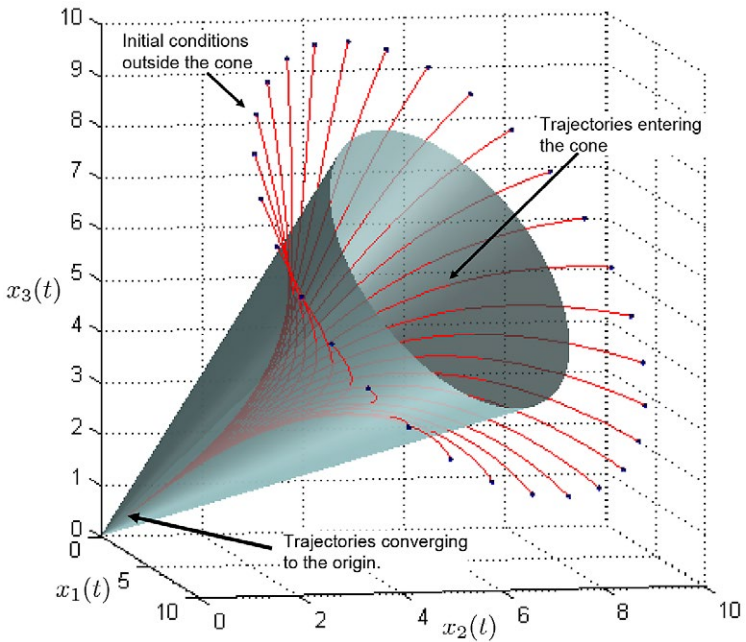 10
9
8
7
6
5
4
3
2
1
0
x₃(t)
Initial conditions
outside the cone
Trajectories entering
the cone
Trajectories converging
to the origin.
0
5
10
x₁(t)
0
2
4
6
8
10
x₂(t)